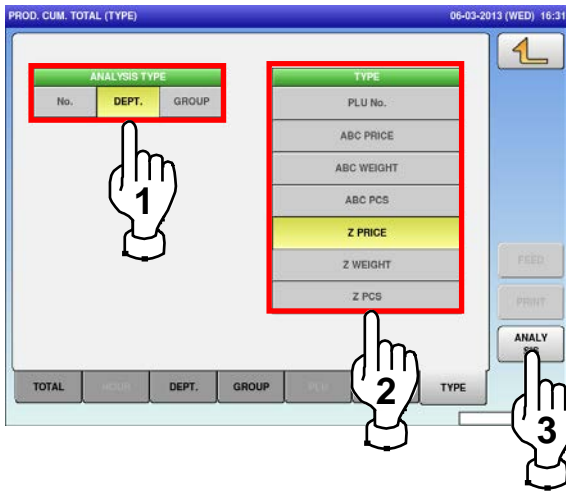 PROD. CUM. TOTAL (TYPE) 06-03-2013 (WED) 16:31
ANALYSIS TYPE
No. DEPT. GROUP
TYPE
PLU No.
ABC PRICE
ABC WEIGHT
ABC PCS
Z PRICE
Z WEIGHT
Z PCS
1
FEED
PRINT
ANALY
SIS
TOTAL HOUR DEPT. GROUP PLU TYPE
2
3